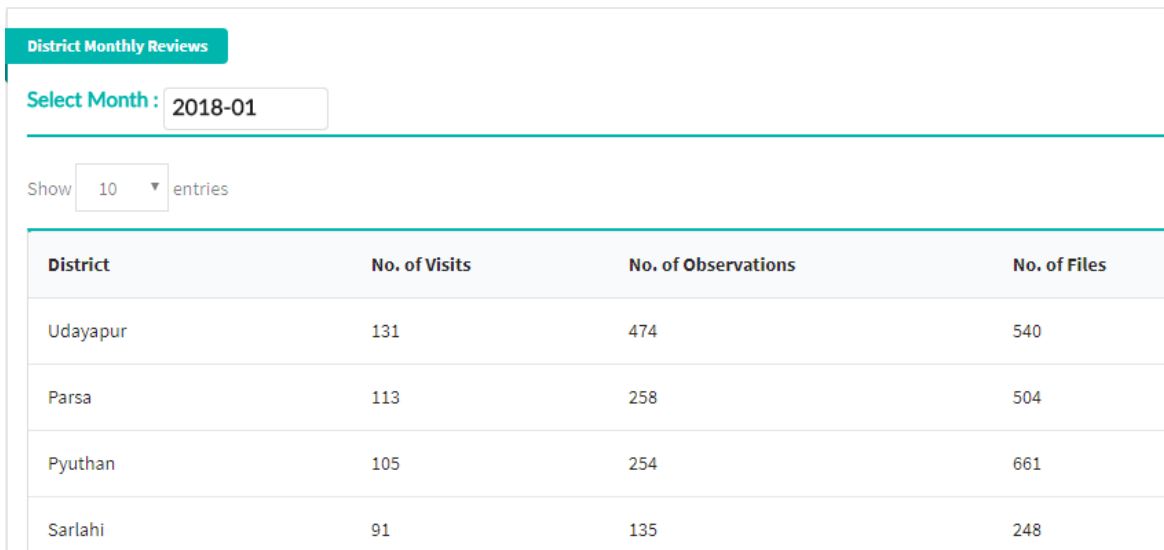 District Monthly Reviews
Select Month : 2018-01
Show 10 entries
District No. of Visits No. of Observations No. of Files
Udayapur 131 474 540
Parsa 113 258 504
Pyuthan 105 254 661
Sarlahi 91 135 248